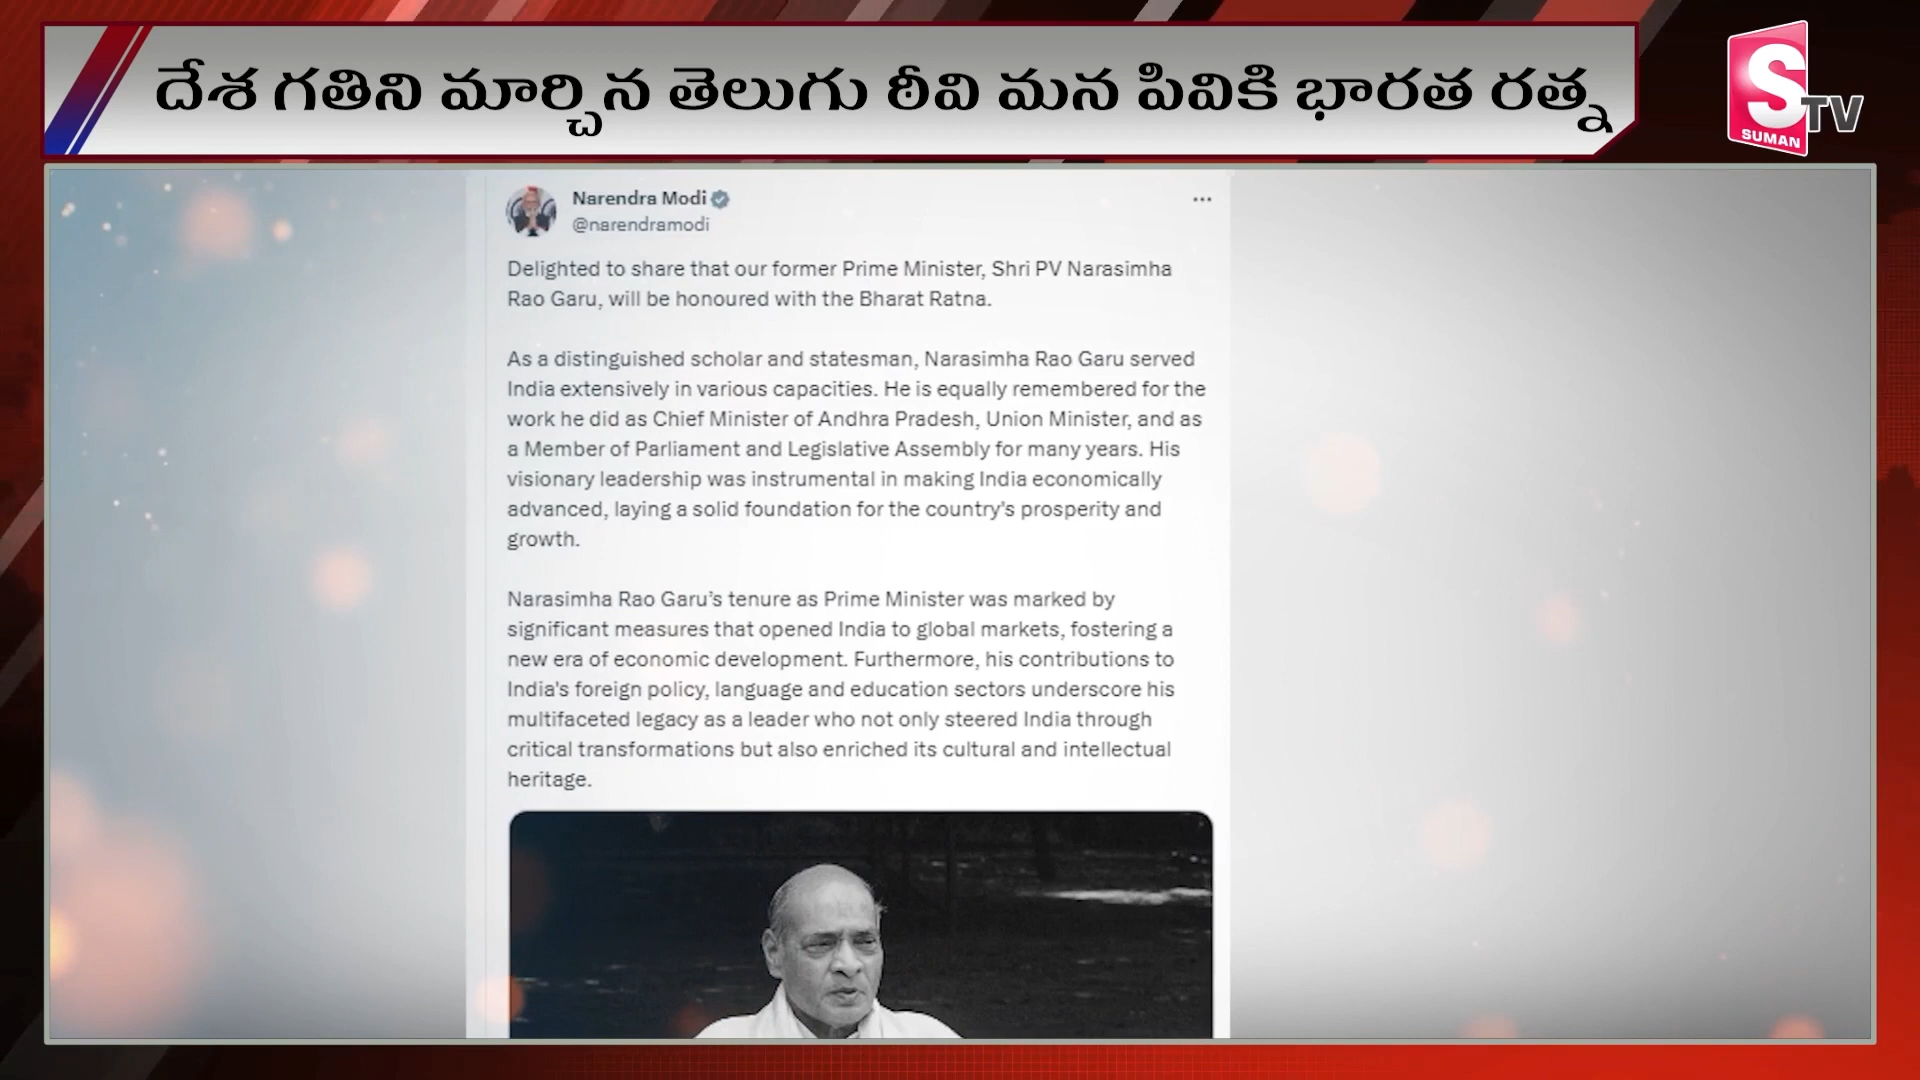 దేశ గతిని మార్చిన తెలుగు ఠీవి మన పివికి భారత రత్న
S
TV
SUMAN
Narendra Modi
@narendramodi
Delighted to share that our former Prime Minister, Shri PV Narasimha
Rao Garu, will be honoured with the Bharat Ratna.
As a distinguished scholar and statesman, Narasimha Rao Garu served
India extensively in various capacities. He is equally remembered for the
work he did as Chief Minister of Andhra Pradesh, Union Minister, and as
a Member of Parliament and Legislative Assembly for many years. His
visionary leadership was instrumental in making India economically
advanced, laying a solid foundation for the country's prosperity and
growth.
Narasimha Rao Garu's tenure as Prime Minister was marked by
significant measures that opened India to global markets, fostering a
new era of economic development. Furthermore, his contributions to
India's foreign policy, language and education sectors underscore his
multifaceted legacy as a leader who not only steered India through
critical transformations but also enriched its cultural and intellectual
heritage.